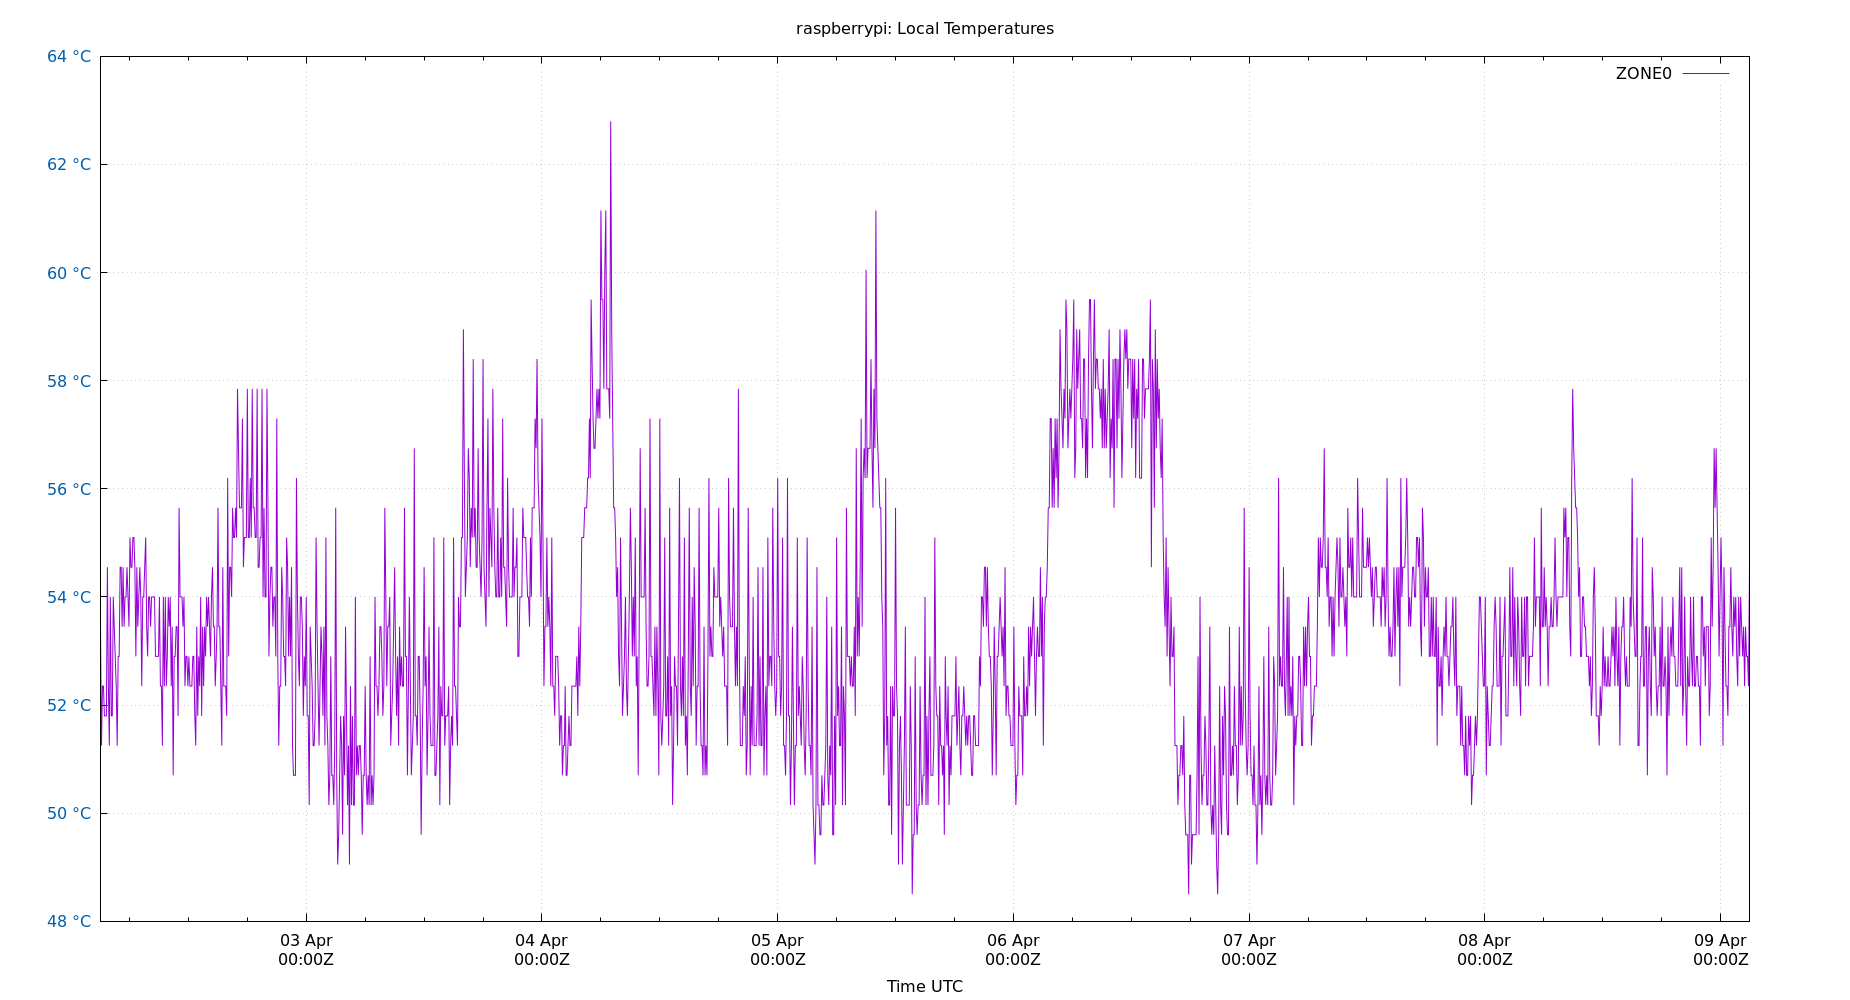 raspberrypi: Local Temperatures
64 °C
62 °C
60 °C
58 °C
56 °C
54 °C
52 °C
50 °C
48 °C
ZONE0
03 Apr
00:00Z
04 Apr
00:00Z
05 Apr
00:00Z
06 Apr
00:00Z
07 Apr
00:00Z
08 Apr
00:00Z
09 Apr
00:00Z
Time UTC